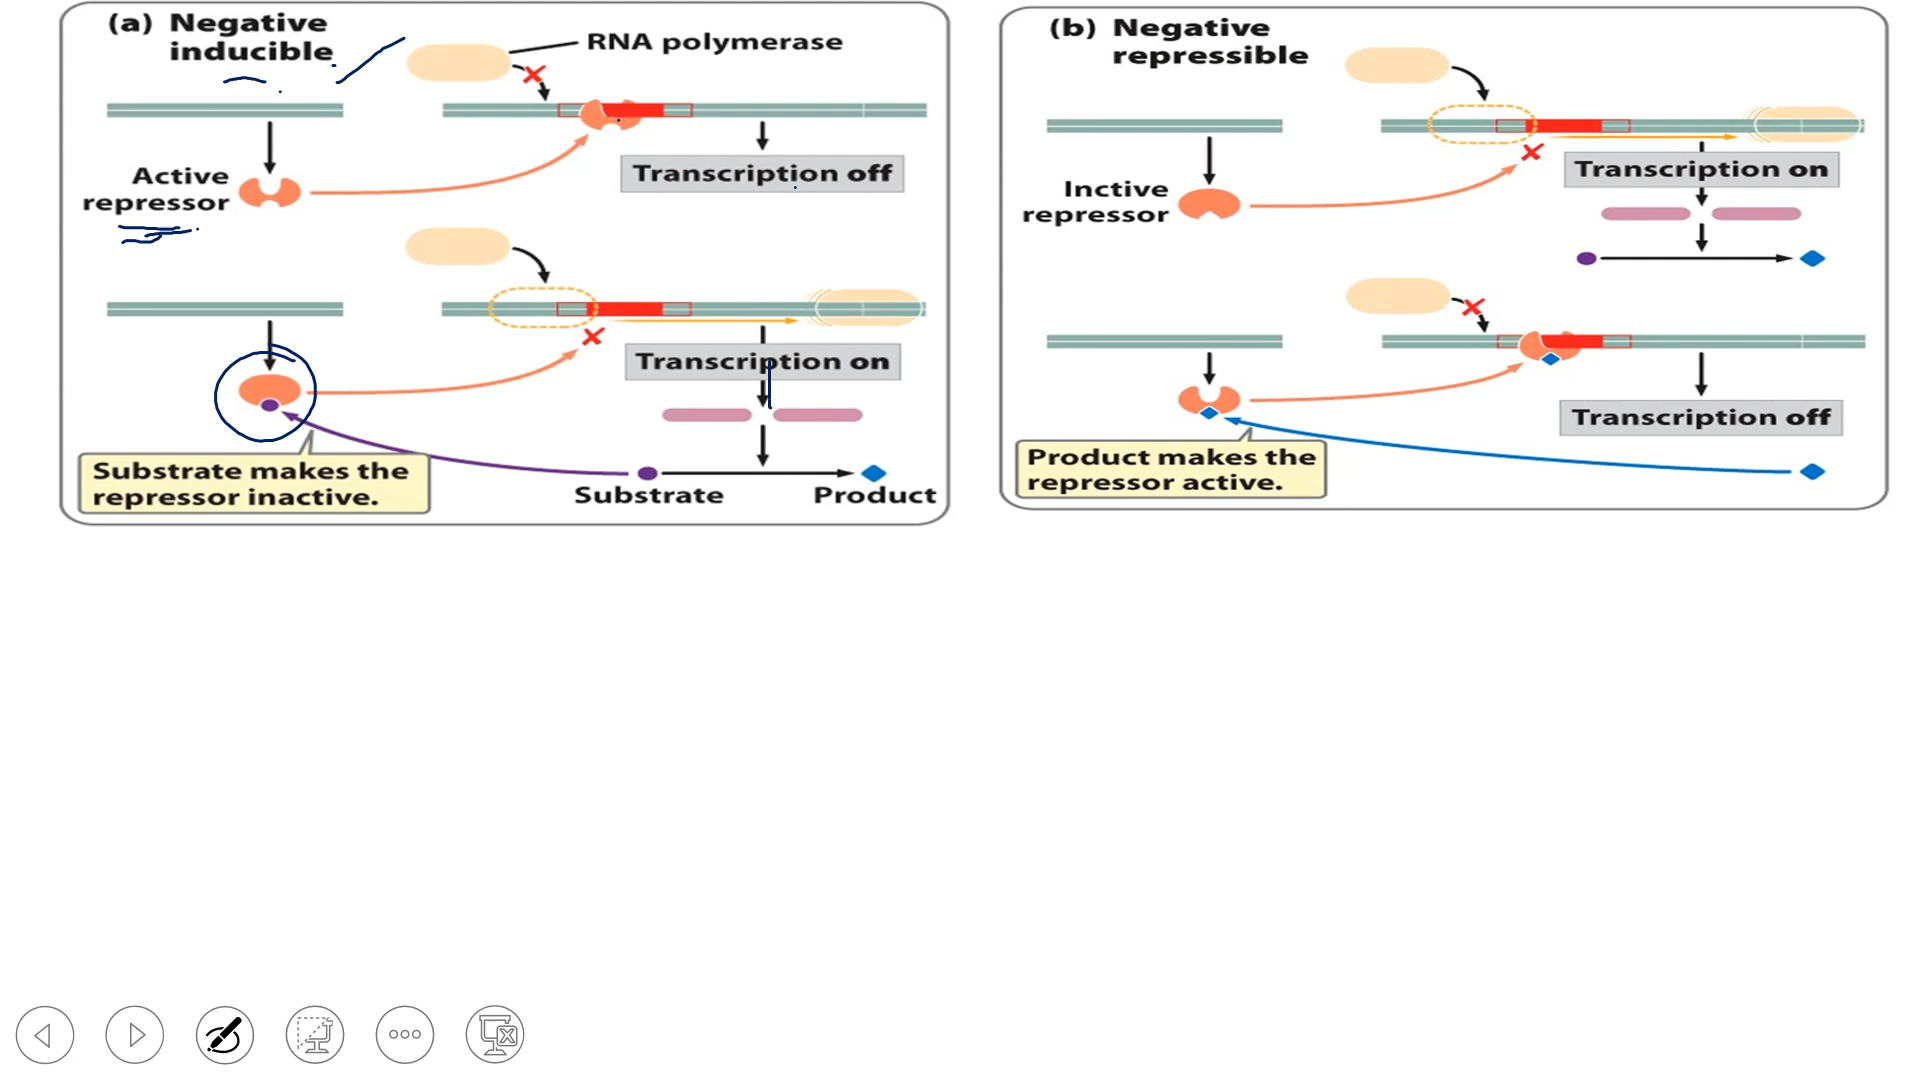 (a) Negative
inducible
RNA polymerase
Active
repressor
Transcription off
Transcription on
Substrate makes the
repressor inactive.
Substrate
Product
(b) Negative
repressible
Inctive
repressor
Transcription on
Transcription off
Product makes the
repressor active.